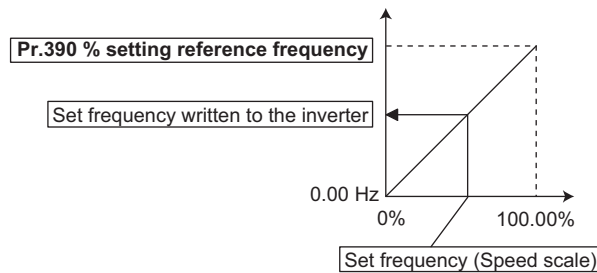 Pr.390 % setting reference frequency
Set frequency written to the inverter
0.00 Hz
0%
100.00%
Set frequency (Speed scale)